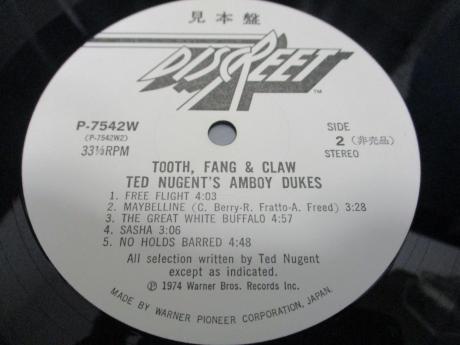 見本盤
DISCREET
TM
P-7542W
(P-7542W2)
33⅓RPM
SIDE
2 (非売品)
STEREO
TOOTH, FANG & CLAW
TED NUGENT'S AMBOY DUKES
1. FREE FLIGHT 4:03
2. MAYBELLINE (C. Berry-R. Fratto-A. Freed) 3:28
3. THE GREAT WHITE BUFFALO 4:57
4. SASHA 3:06
5. NO HOLDS BARRED 4:48
All selection written by Ted Nugent
except as indicated.
Ⓟ 1974 Warner Bros. Records Inc.
MADE BY WARNER PIONEER CORPORATION, JAPAN.